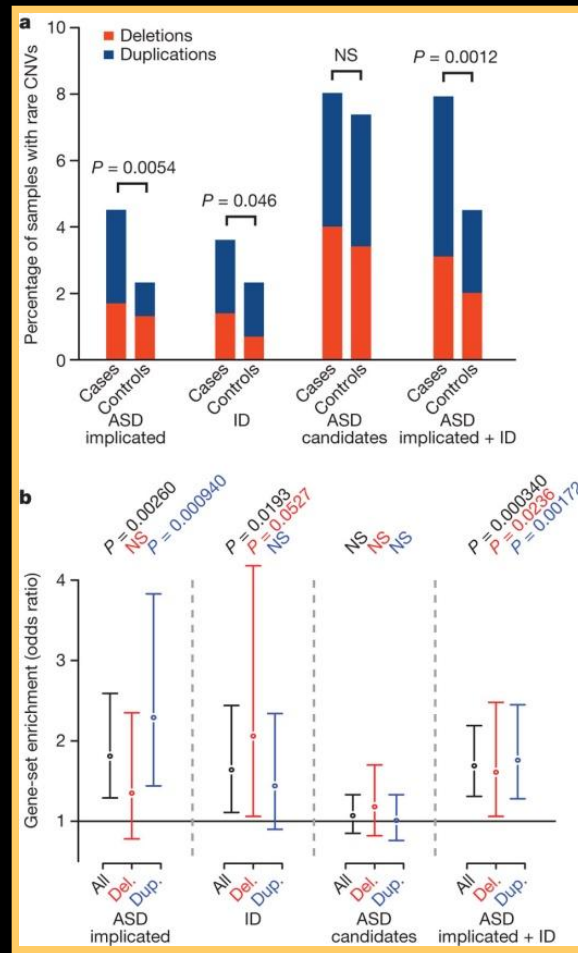 a
Deletions
Duplications
Percentage of samples with rare CNVs
10
8
6
4
2
0
P = 0.0054
P = 0.046
NS
P = 0.0012
Cases Controls Cases Controls Cases Controls Cases Controls
ASD implicated
ID
ASD candidates
ASD implicated + ID
b
Gene-set enrichment (odds ratio)
4
3
2
1
P = 0.00260
NS
P = 0.000940
P = 0.0193
P = 0.0527
NS
NS
NS
NS
P = 0.000340
P = 0.0236
P = 0.00172
All Del. Dup. All Del. Dup. All Del. Dup. All Del. Dup.
ASD implicated
ID
ASD candidates
ASD implicated + ID